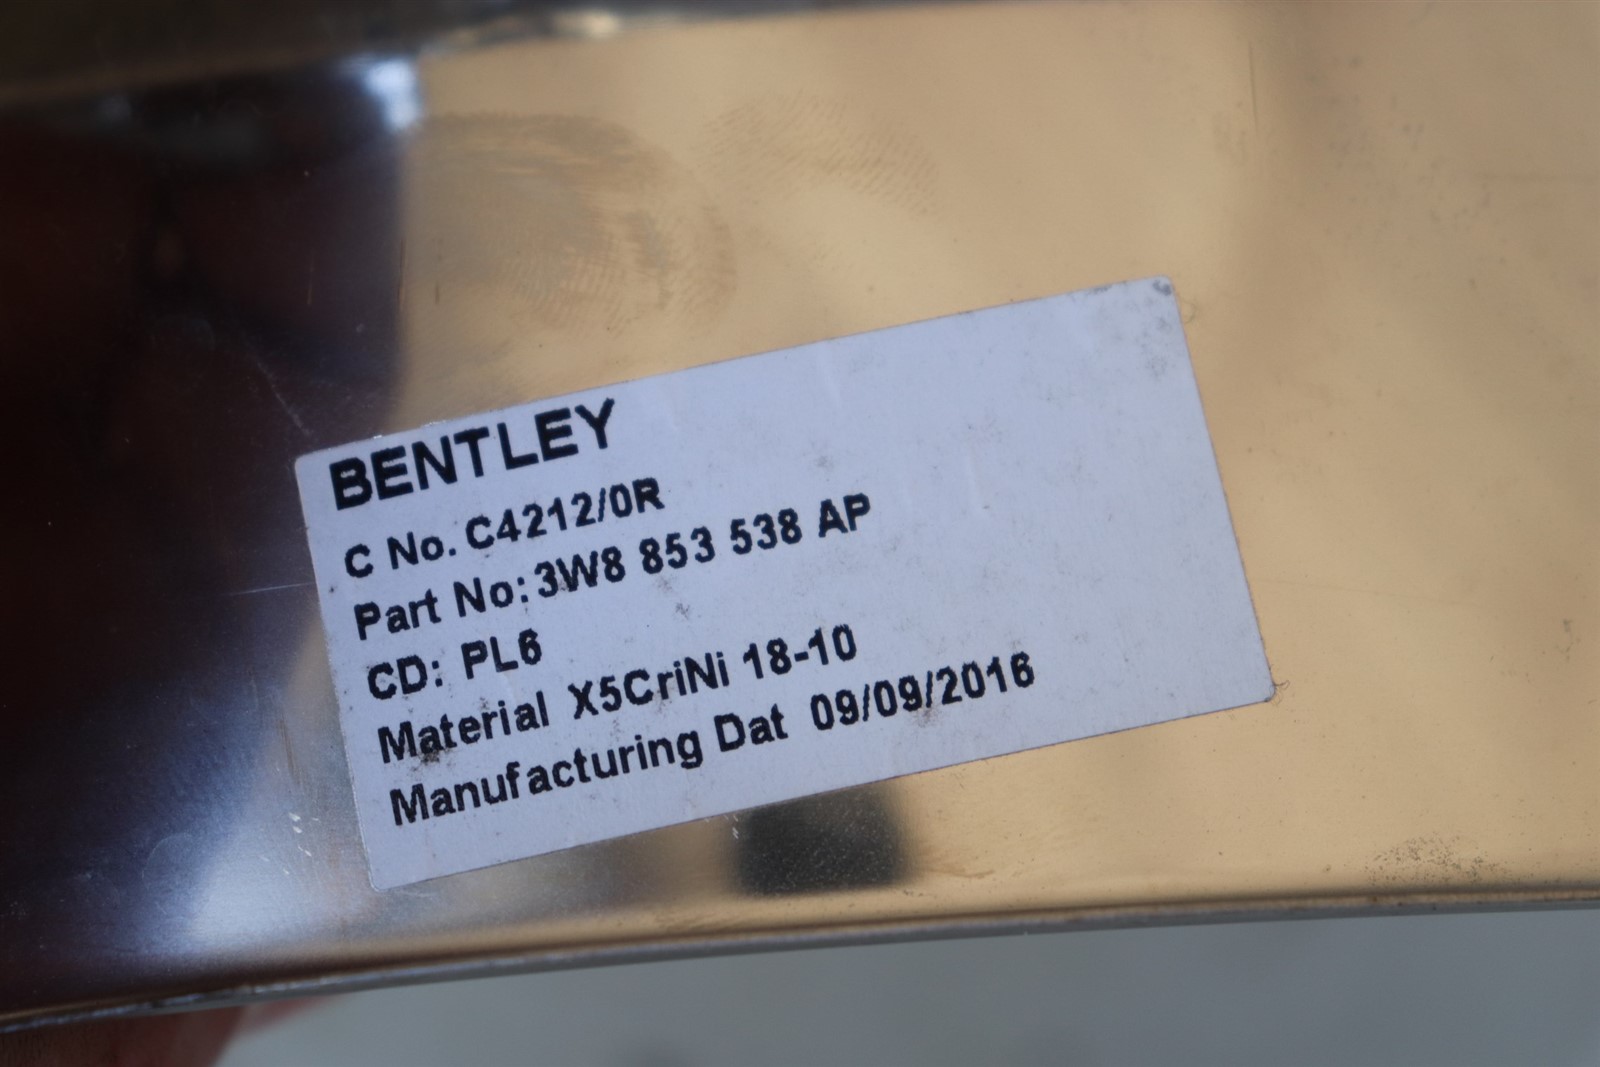 BENTLEY
C No. C4212/0R
Part No: 3W8 853 538 AP
CD: PL6
Material X5CriNi 18-10
Manufacturing Dat 09/09/2016